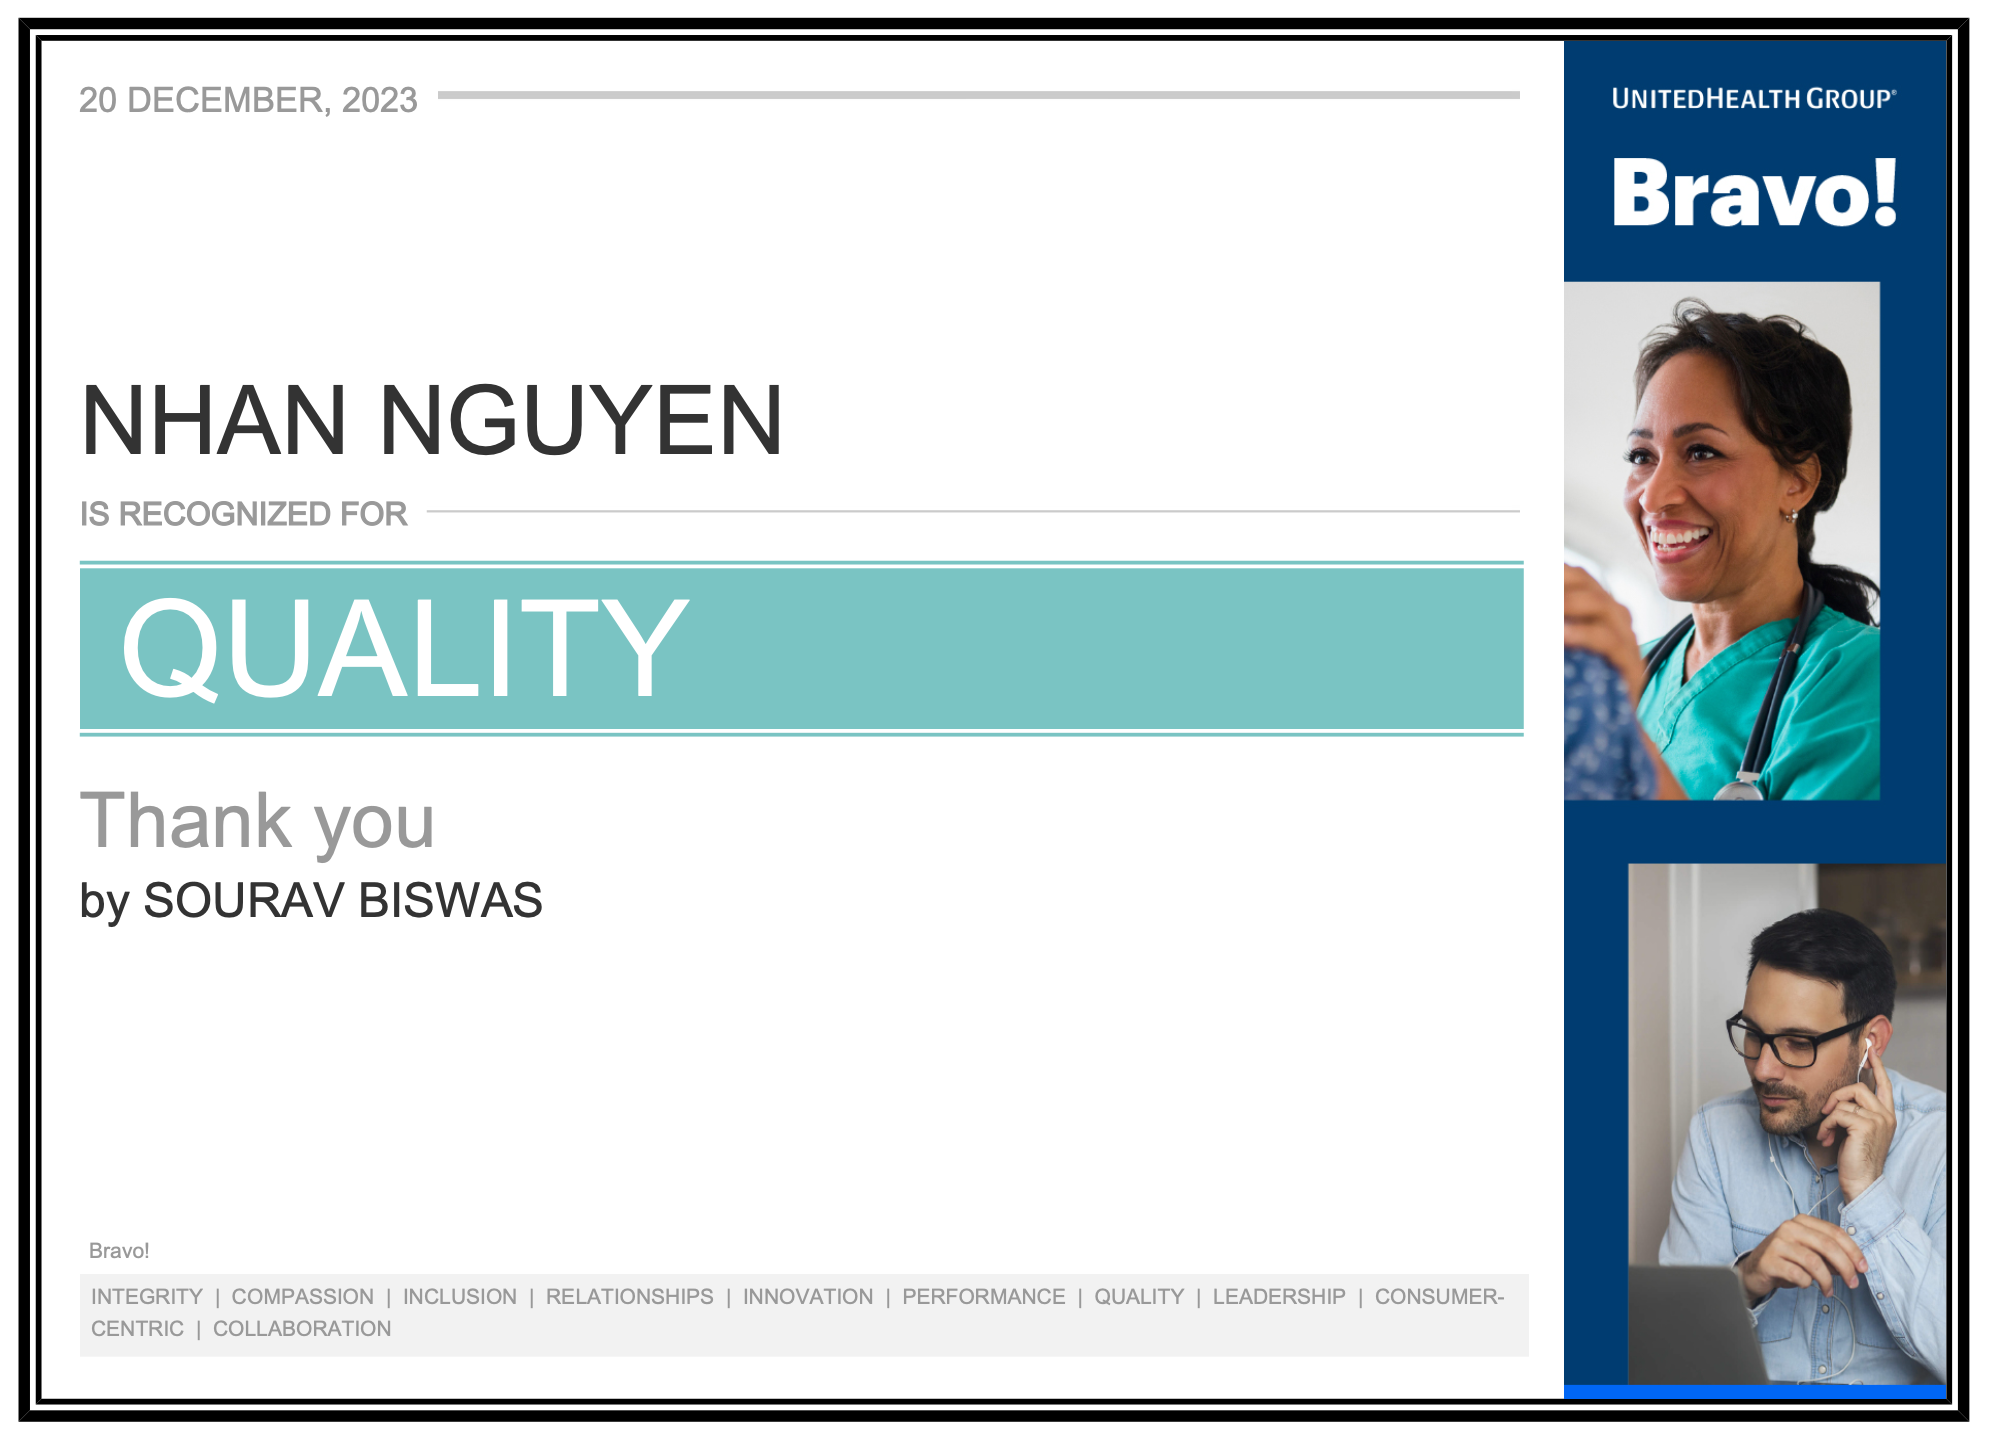 20 DECEMBER, 2023
UNITEDHEALTH GROUP®
Bravo!
NHAN NGUYEN
IS RECOGNIZED FOR
QUALITY
Thank you
by SOURAV BISWAS
Bravo!
INTEGRITY | COMPASSION | INCLUSION | RELATIONSHIPS | INNOVATION | PERFORMANCE | QUALITY | LEADERSHIP | CONSUMER-
CENTRIC | COLLABORATION